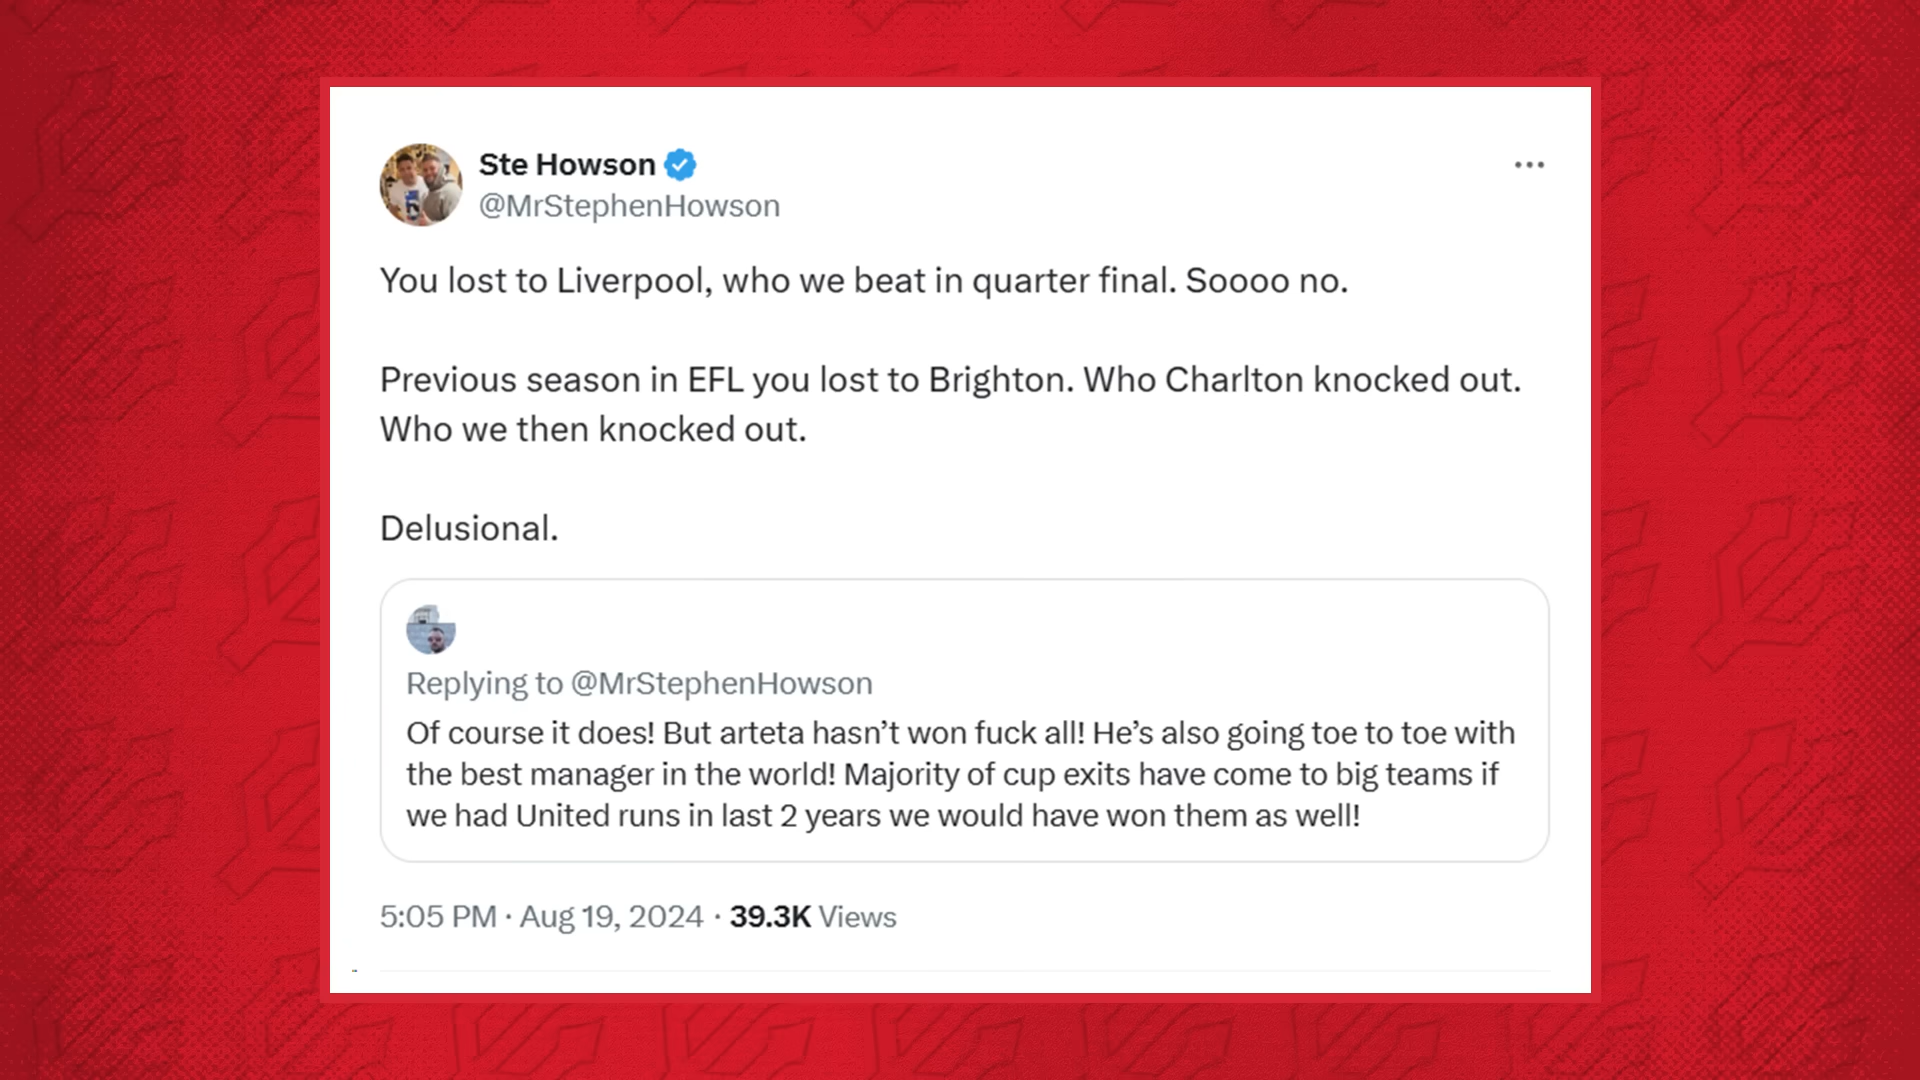 Ste Howson
@MrStephenHowson
You lost to Liverpool, who we beat in quarter final. Soooo no.
Previous season in EFL you lost to Brighton. Who Charlton knocked out.
Who we then knocked out.
Delusional.
Replying to @MrStephenHowson
Of course it does! But arteta hasn’t won fuck all! He’s also going toe to toe with
the best manager in the world! Majority of cup exits have come to big teams if
we had United runs in last 2 years we would have won them as well!
5:05 PM · Aug 19, 2024 · 39.3K Views